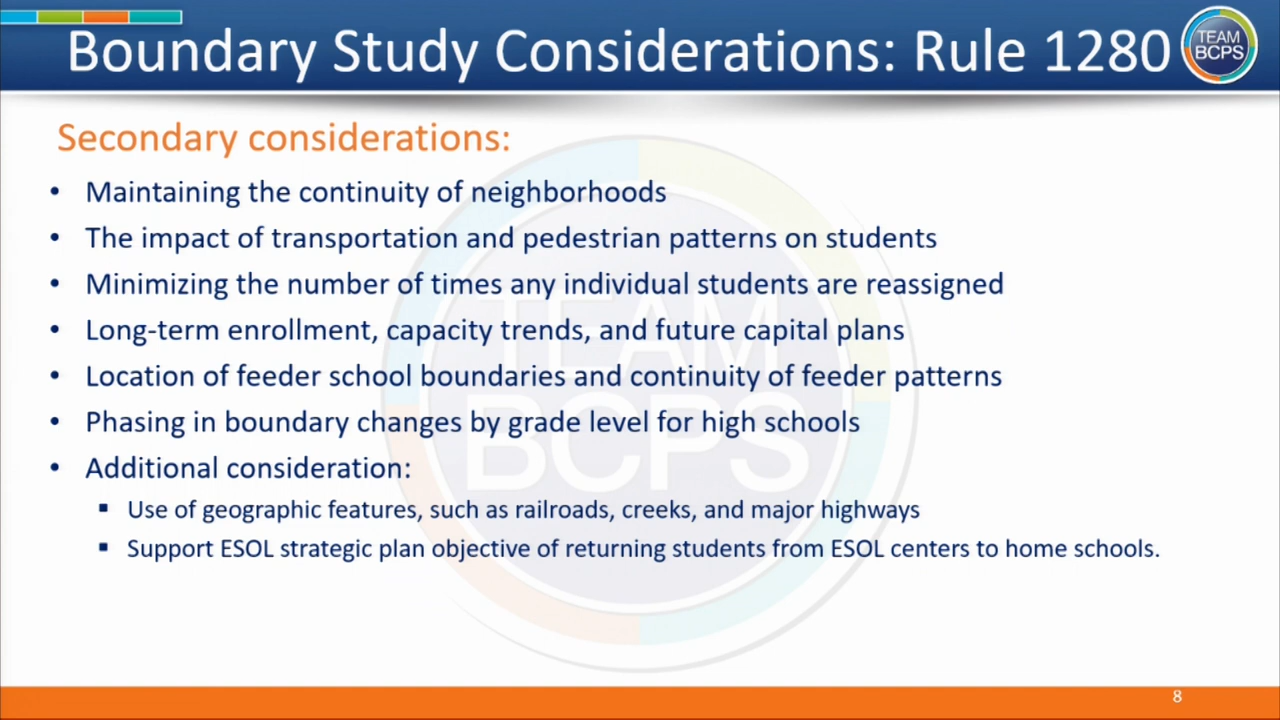 Boundary Study Considerations: Rule 1280
TEAM
BCPS
Secondary considerations:
• Maintaining the continuity of neighborhoods
• The impact of transportation and pedestrian patterns on students
• Minimizing the number of times any individual students are reassigned
• Long-term enrollment, capacity trends, and future capital plans
• Location of feeder school boundaries and continuity of feeder patterns
• Phasing in boundary changes by grade level for high schools
• Additional consideration:
▪ Use of geographic features, such as railroads, creeks, and major highways
▪ Support ESOL strategic plan objective of returning students from ESOL centers to home schools.
TEAM
BCPS
8